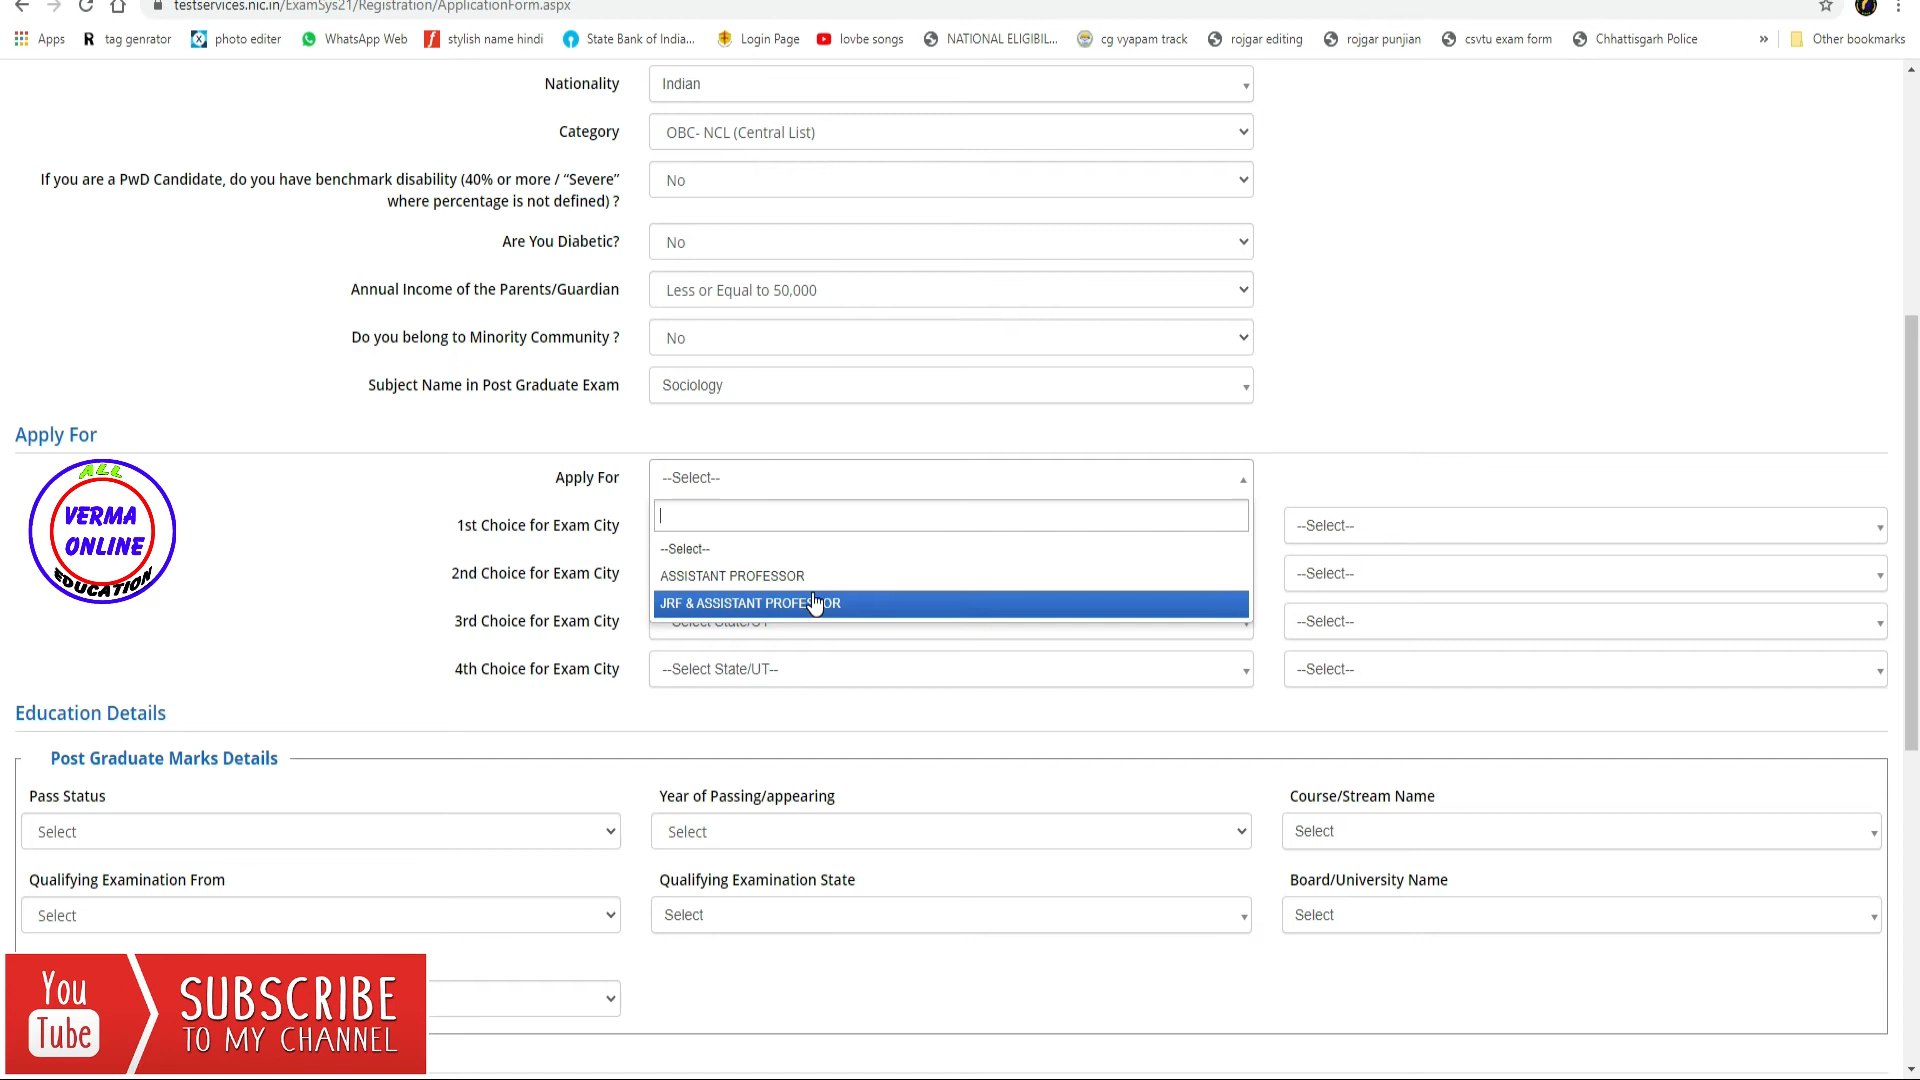 testservices.nic.in/ExamSys21/Registration/ApplicationForm.aspx
Apps
tag genrator
photo editer
WhatsApp Web
stylish name hindi
State Bank of India...
Login Page
lovbe songs
NATIONAL ELIGIBIL...
cg vyapam track
rojgar editing
rojgar punjian
csvtu exam form
Chhattisgarh Police
»
Other bookmarks
Nationality
Indian
Category
OBC- NCL (Central List)
If you are a PwD Candidate, do you have benchmark disability (40% or more / “Severe”
where percentage is not defined) ?
No
Are You Diabetic?
No
Annual Income of the Parents/Guardian
Less or Equal to 50,000
Do you belong to Minority Community ?
No
Subject Name in Post Graduate Exam
Sociology
Apply For
Apply For
--Select--
--Select--
ASSISTANT PROFESSOR
JRF & ASSISTANT PROFESSOR
1st Choice for Exam City
--Select--
2nd Choice for Exam City
--Select--
3rd Choice for Exam City
--Select State/UT--
--Select--
4th Choice for Exam City
--Select State/UT--
--Select--
ALL
VERMA
ONLINE
EDUCATION
Education Details
Post Graduate Marks Details
Pass Status
Year of Passing/appearing
Course/Stream Name
Select
Select
Select
Qualifying Examination From
Qualifying Examination State
Board/University Name
Select
Select
Select
You
Tube
SUBSCRIBE
TO MY CHANNEL